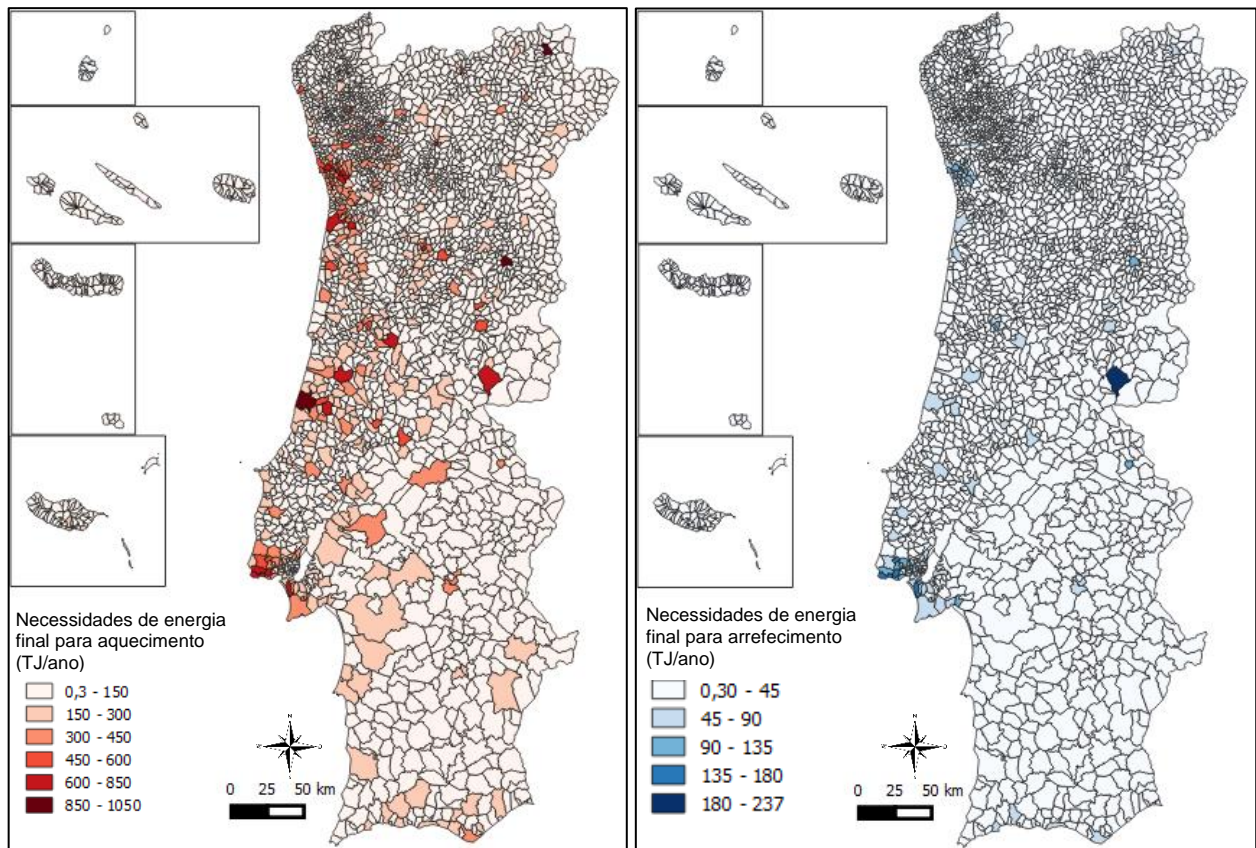 Necessidades de energia
final para aquecimento
(TJ/ano)
0,3 - 150
150 - 300
300 - 450
450 - 600
600 - 850
850 - 1050
N
0 25 50 km
Necessidades de energia
final para arrefecimento
(TJ/ano)
0,30 - 45
45 - 90
90 - 135
135 - 180
180 - 237
N
0 25 50 km